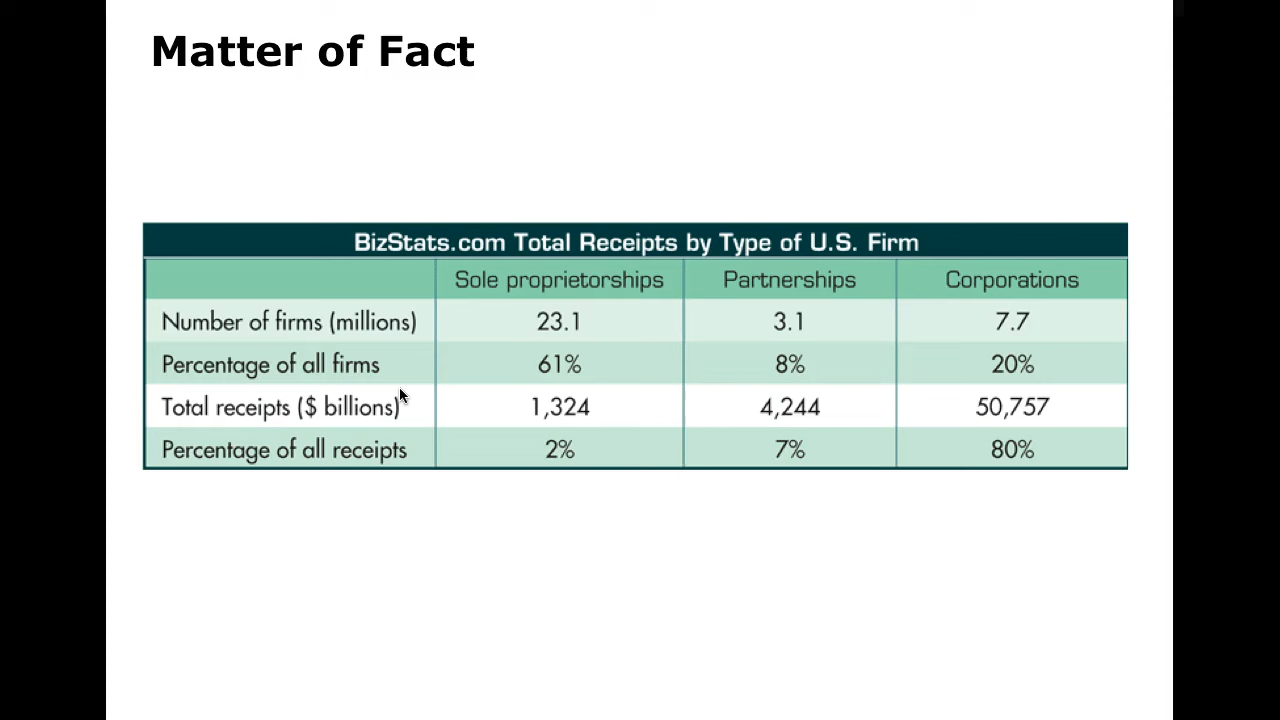 Matter of Fact
BizStats.com Total Receipts by Type of U.S. Firm
Sole proprietorships Partnerships Corporations
Number of firms (millions) 23.1 3.1 7.7
Percentage of all firms 61% 8% 20%
Total receipts ($ billions) 1,324 4,244 50,757
Percentage of all receipts 2% 7% 80%